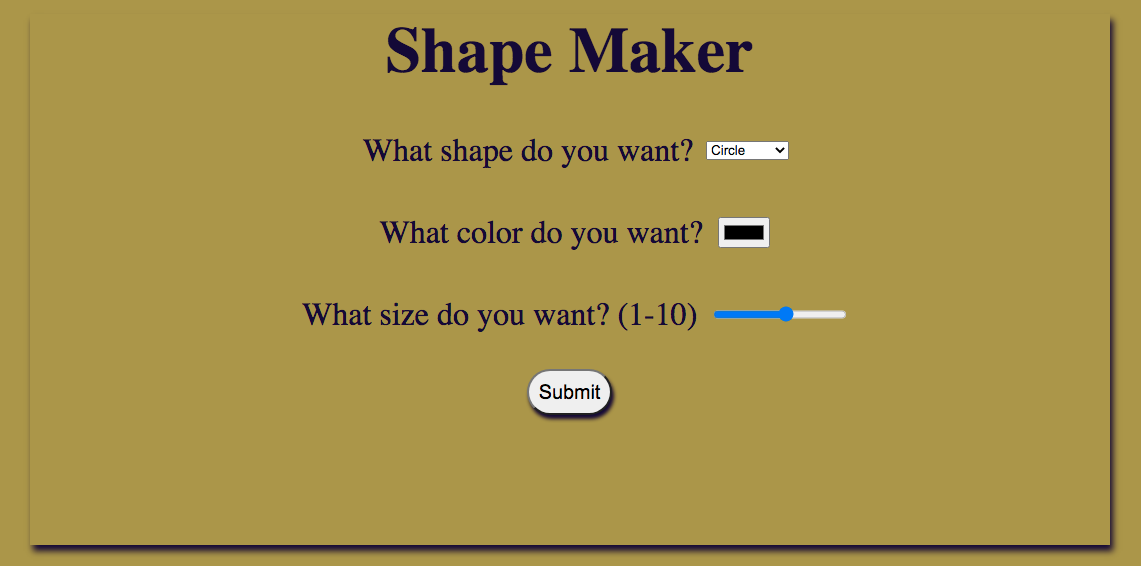 Shape Maker
What shape do you want? Circle
What color do you want?
What size do you want? (1-10)
Submit